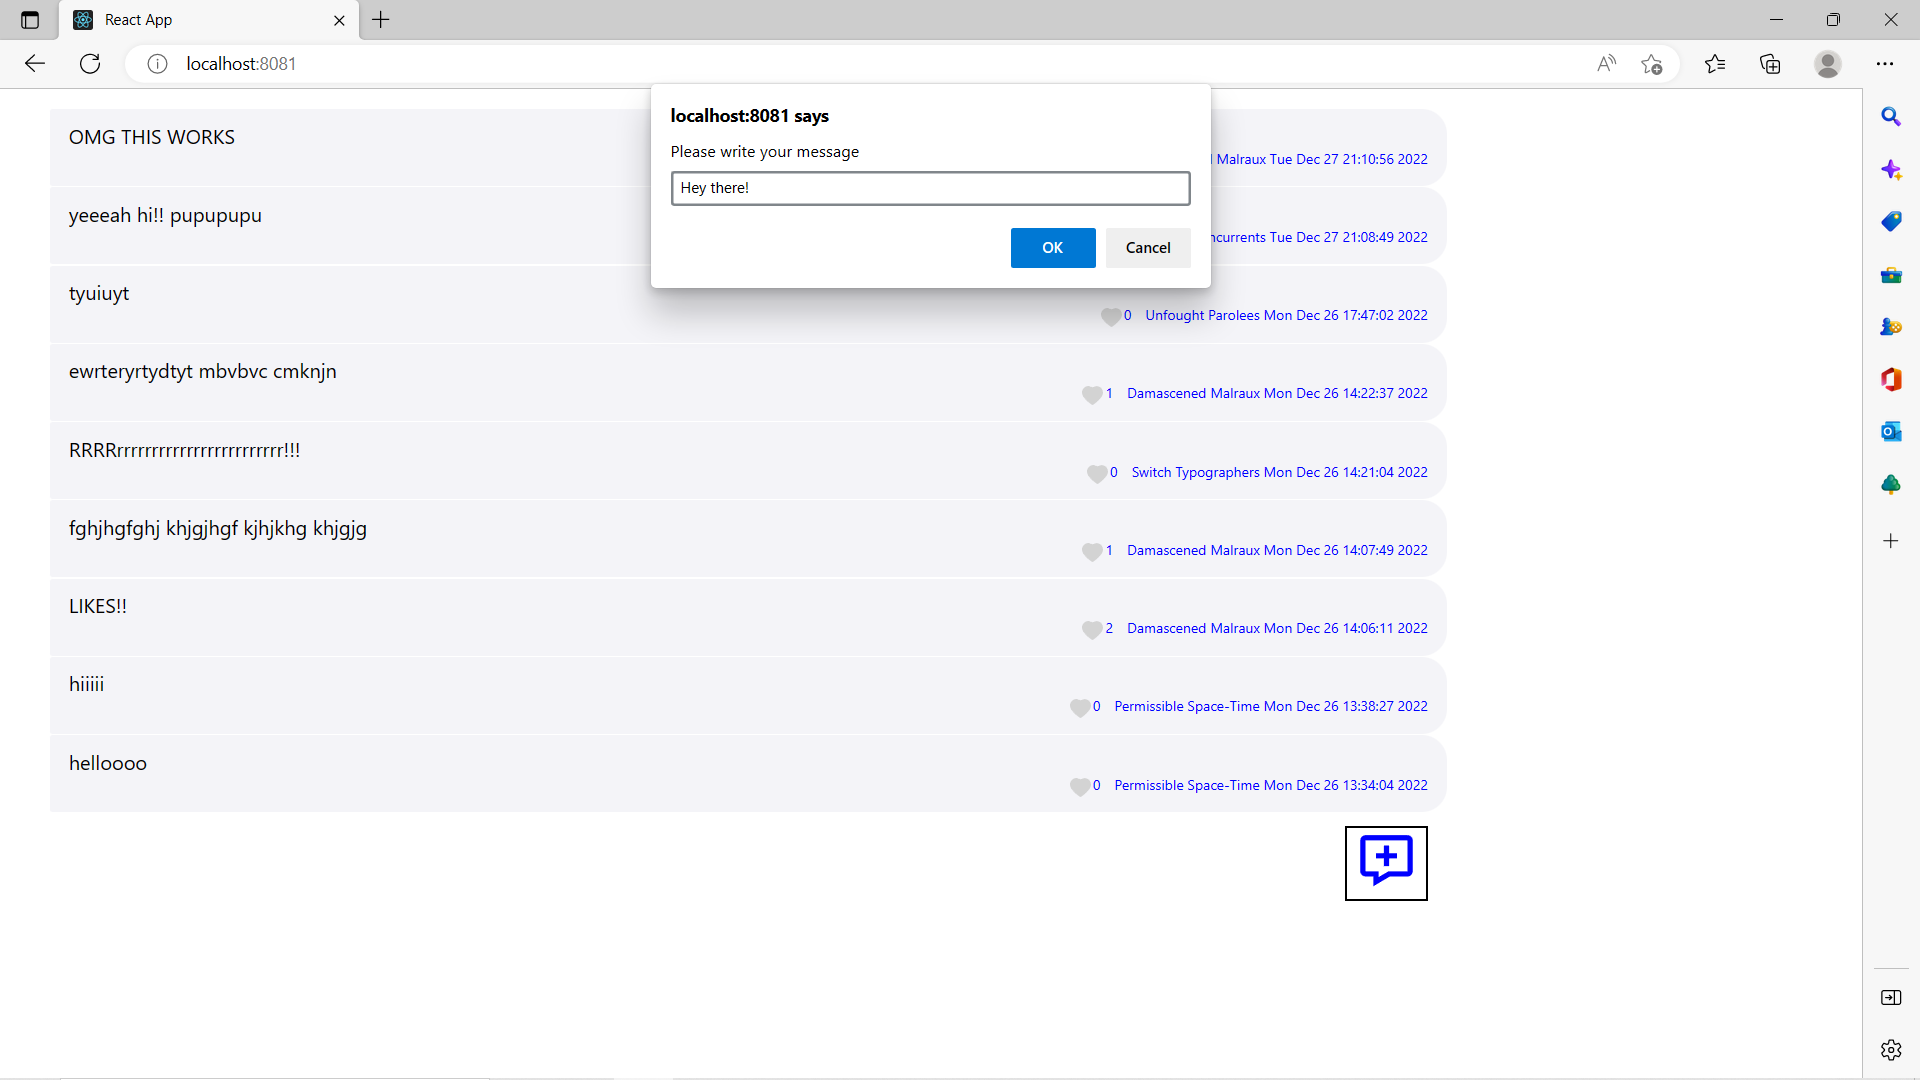 React App
localhost:8081
localhost:8081 says
Please write your message
Hey there!
OK
Cancel
OMG THIS WORKS
Malraux Tue Dec 27 21:10:56 2022
yeeeah hi!! pupupupu
Tue Dec 27 21:08:49 2022
tyuiuyt
0 Unfought Parolees Mon Dec 26 17:47:02 2022
ewrteryrtydtyt mbvbvc cmknjn
1 Damascened Malraux Mon Dec 26 14:22:37 2022
RRRRrrrrrrrrrrrrrrrrrrrrrrrrr!!!
0 Switch Typographers Mon Dec 26 14:21:04 2022
fghjhgfghj khjgjhgf kjhjkhg khjgjg
1 Damascened Malraux Mon Dec 26 14:07:49 2022
LIKES!!
2 Damascened Malraux Mon Dec 26 14:06:11 2022
hiiiii
0 Permissible Space-Time Mon Dec 26 13:38:27 2022
helloooo
0 Permissible Space-Time Mon Dec 26 13:34:04 2022